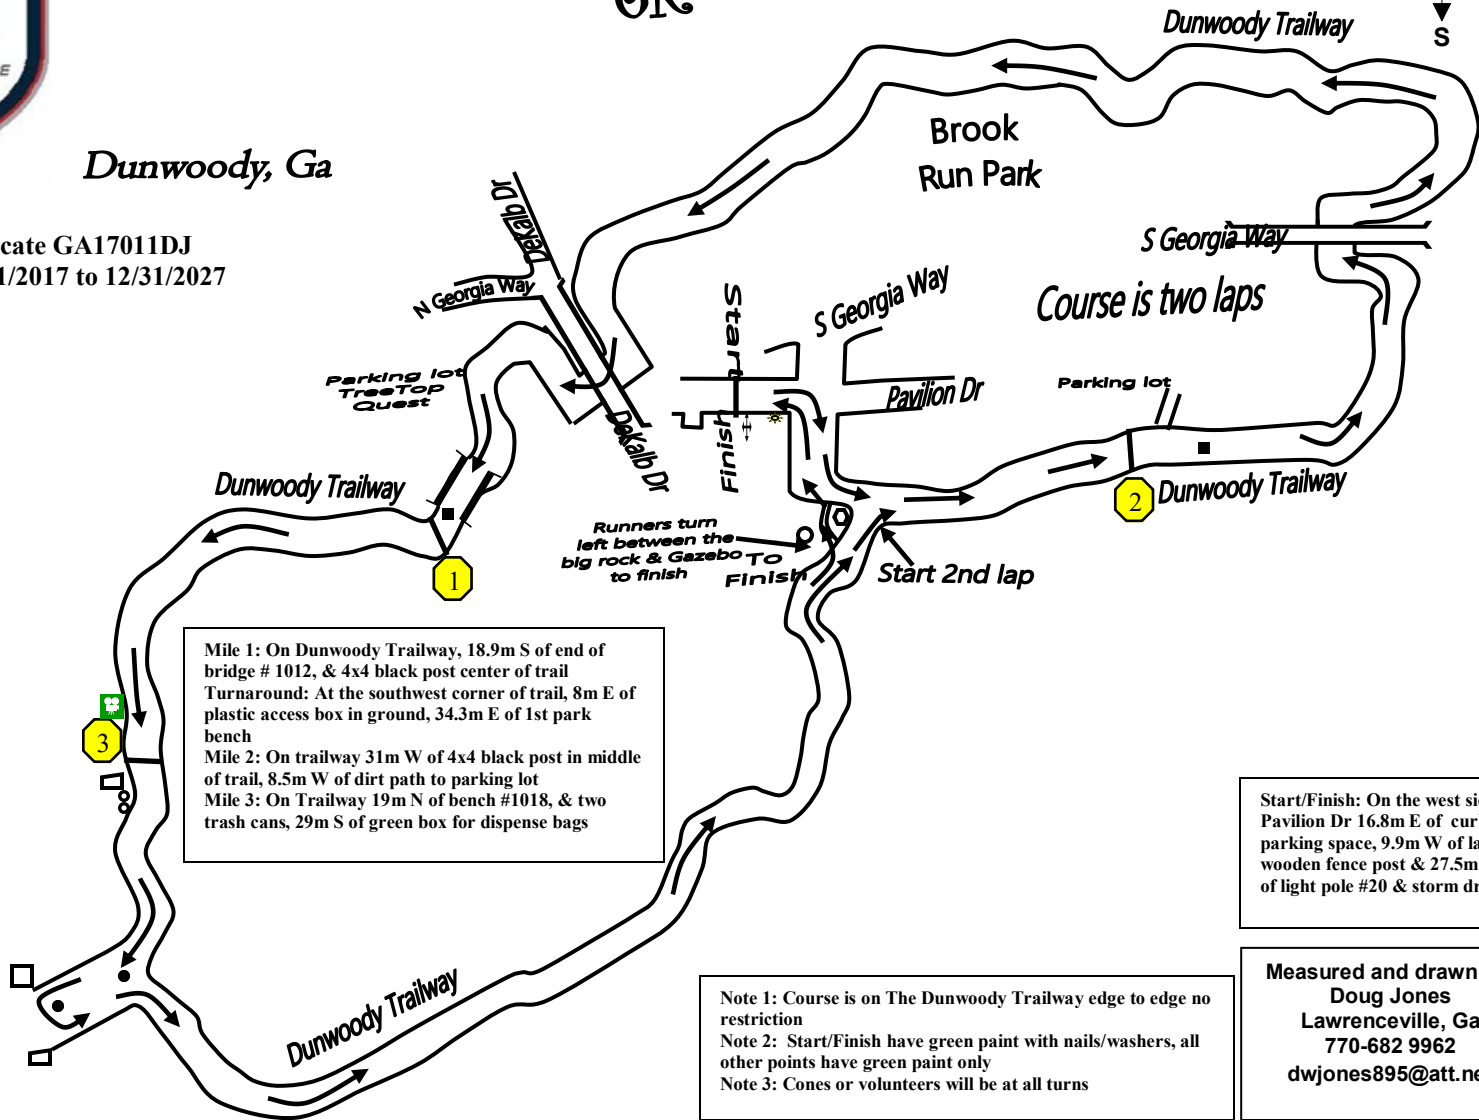 OR
Dunwoody Trailway
S
E
Dunwoody, Ga
Brook
Run Park
DeKalb Dr
S Georgia Way
cate GA17011DJ
1/2017 to 12/31/2027
N Georgia Way
Start
S Georgia Way
Course is two laps
Parking lot
TreeTop
Quest
Pavilion Dr
Parking lot
DeKalb Dr
Finish
Dunwoody Trailway
2
Dunwoody Trailway
Runners turn
left between the
big rock & Gazebo
to finish
To
Finish
Start 2nd lap
1
Mile 1: On Dunwoody Trailway, 18.9m S of end of
bridge # 1012, & 4x4 black post center of trail
Turnaround: At the southwest corner of trail, 8m E of
plastic access box in ground, 34.3m E of 1st park
bench
Mile 2: On trailway 31m W of 4x4 black post in middle
of trail, 8.5m W of dirt path to parking lot
Mile 3: On Trailway 19m N of bench #1018, & two
trash cans, 29m S of green box for dispense bags
3
Start/Finish: On the west si
Pavilion Dr 16.8m E of cur
parking space, 9.9m W of la
wooden fence post & 27.5m
of light pole #20 & storm dr
Dunwoody Trailway
Note 1: Course is on The Dunwoody Trailway edge to edge no
restriction
Note 2: Start/Finish have green paint with nails/washers, all
other points have green paint only
Note 3: Cones or volunteers will be at all turns
Measured and drawn
Doug Jones
Lawrenceville, Ga
770-682 9962
dwjones895@att.ne